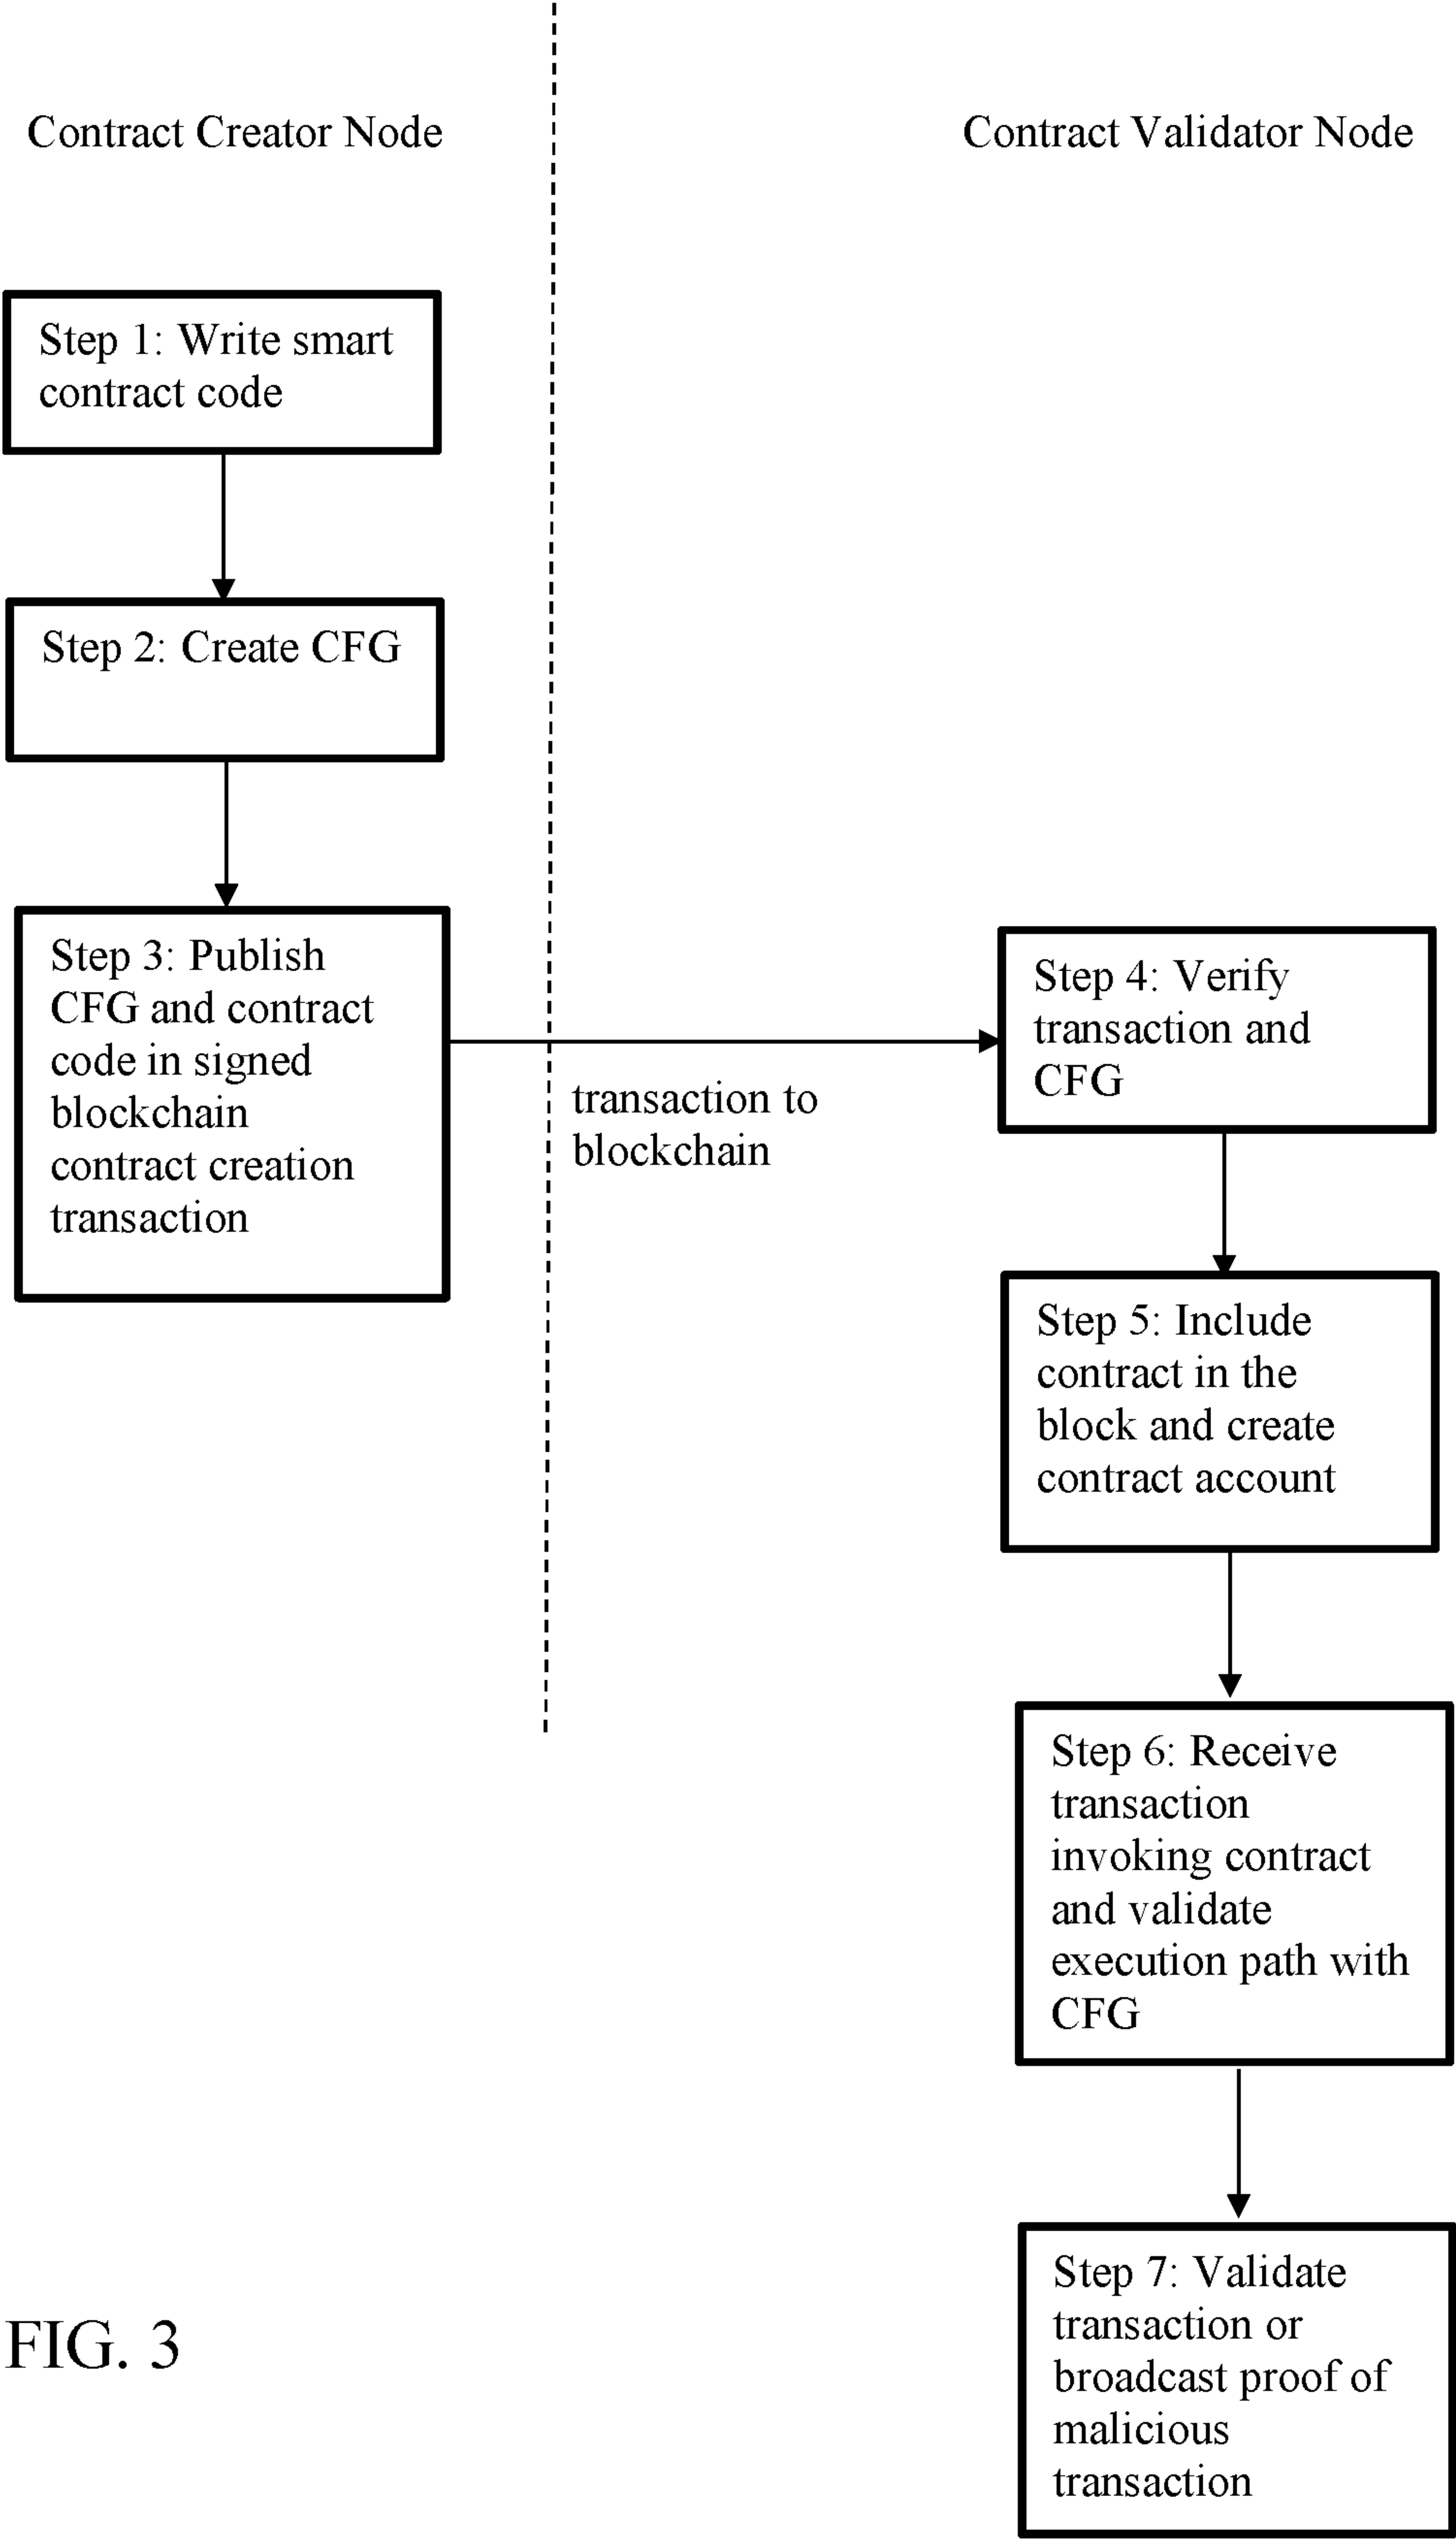 Contract Creator Node
Contract Validator Node
Step 1: Write smart
contract code
Step 2: Create CFG
Step 3: Publish
CFG and contract
code in signed
blockchain
contract creation
transaction
transaction to
blockchain
Step 4: Verify
transaction and
CFG
Step 5: Include
contract in the
block and create
contract account
Step 6: Receive
transaction
invoking contract
and validate
execution path with
CFG
Step 7: Validate
transaction or
broadcast proof of
malicious
transaction
FIG. 3